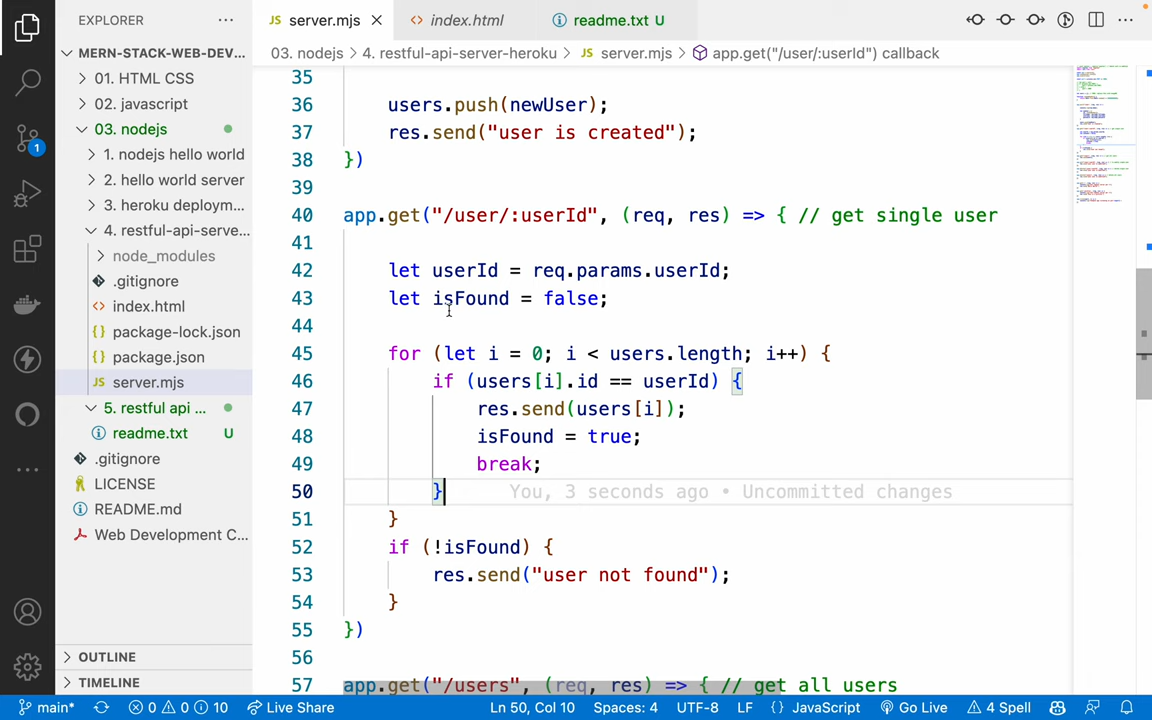 EXPLORER
MERN-STACK-WEB-DEV...
01. HTML CSS
02. javascript
03. nodejs
1. nodejs hello world
2. hello world server
3. heroku deploym...
4. restful-api-serve...
node_modules
.gitignore
index.html
package-lock.json
package.json
JS server.mjs
5. restful api ...
readme.txt U
.gitignore
LICENSE
README.md
Web Development C...
OUTLINE
TIMELINE
1
JS server.mjs
index.html
readme.txt U
03. nodejs > 4. restful-api-server-heroku > JS server.mjs > app.get("/user/:userId") callback
35
36 users.push(newUser);
37 res.send("user is created");
38 })
39
40 app.get("/user/:userId", (req, res) => { // get single user
41
42 let userId = req.params.userId;
43 let isFound = false;
44
45 for (let i = 0; i < users.length; i++) {
46 if (users[i].id == userId) {
47 res.send(users[i]);
48 isFound = true;
49 break;
50 } You, 3 seconds ago • Uncommitted changes
51 }
52 if (!isFound) {
53 res.send("user not found");
54 }
55 })
56
57 app.get("/users", (req, res) => { // get all users
main* 0 0 10 Live Share Ln 50, Col 10 Spaces: 4 UTF-8 LF {} JavaScript Go Live 4 Spell